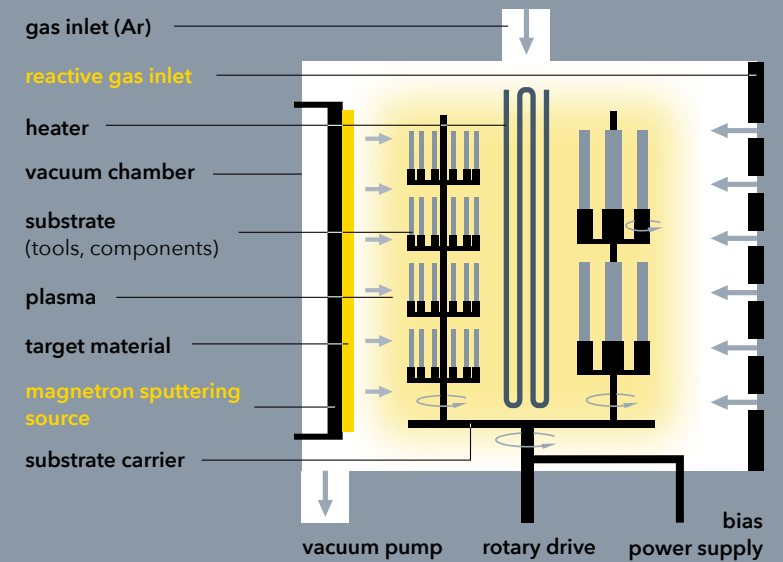 gas inlet (Ar)
reactive gas inlet
heater
vacuum chamber
substrate
(tools, components)
plasma
target material
magnetron sputtering
source
substrate carrier
vacuum pump
rotary drive
bias
power supply